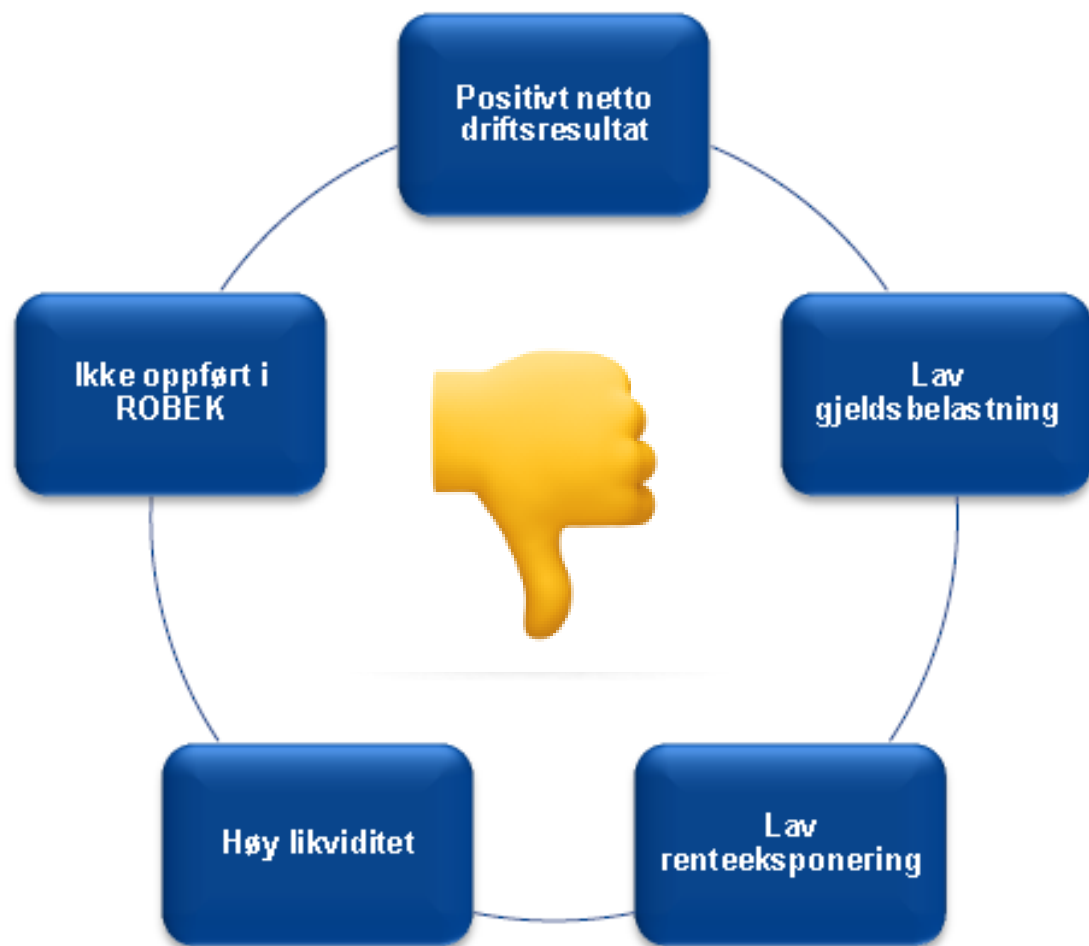 Positivt netto
driftsresultat
Ikke oppført i
ROBEK
Lav
gjeldsbelastning
Høy likviditet
Lav
renteeksponering